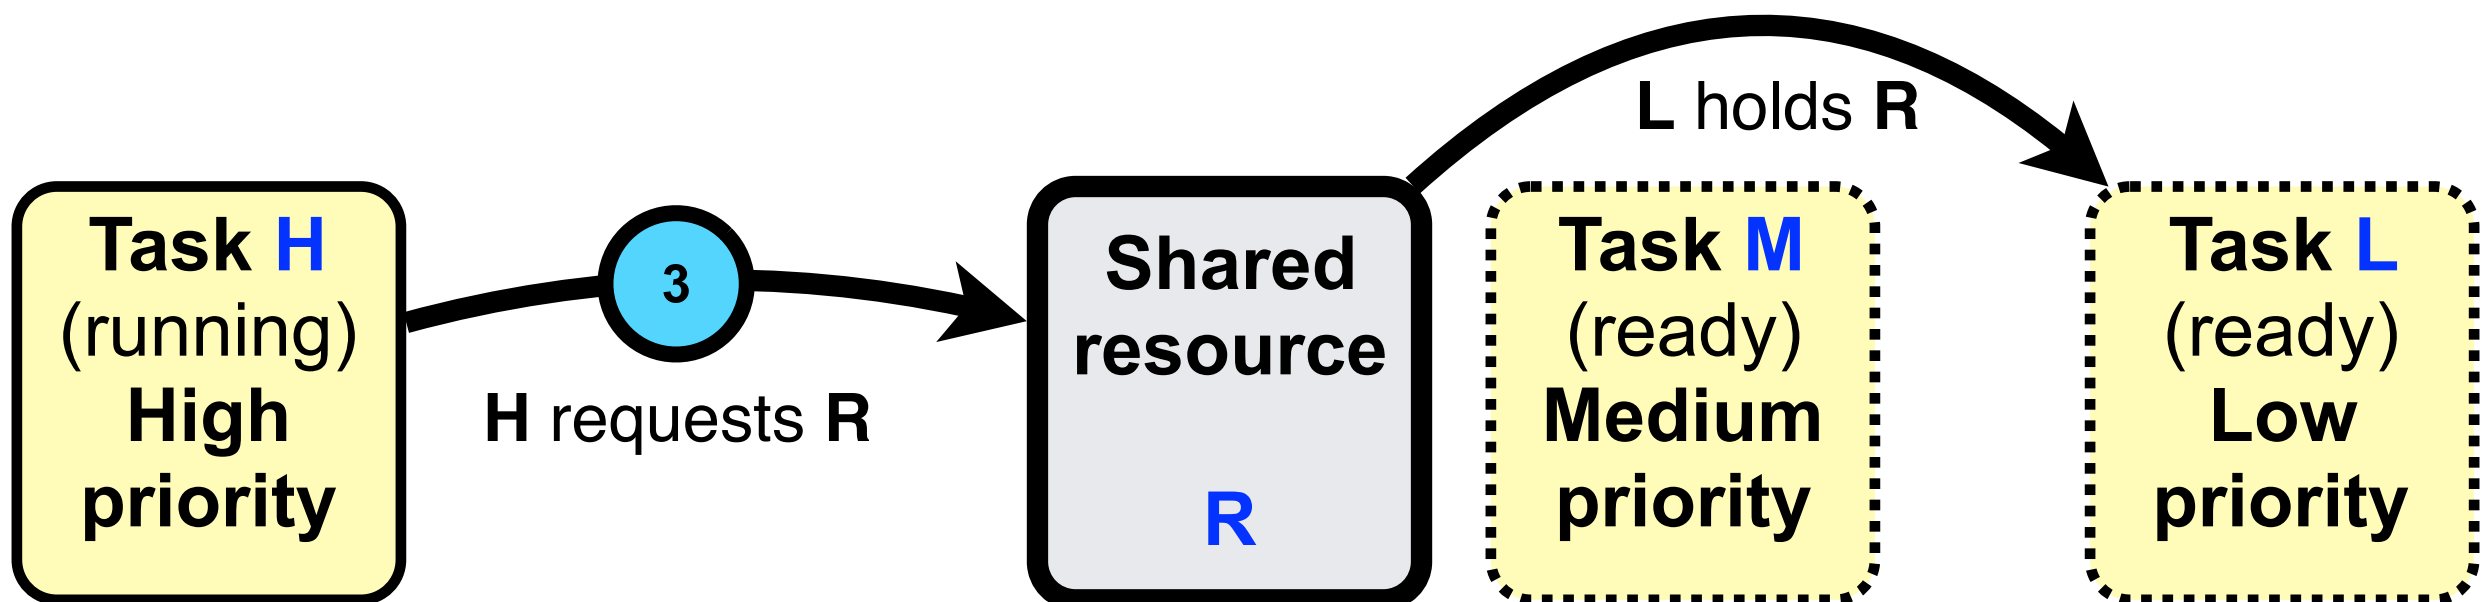 L holds R
Task H
(running)
High
priority
3
H requests R
Shared
resource
R
Task M
(ready)
Medium
priority
Task L
(ready)
Low
priority